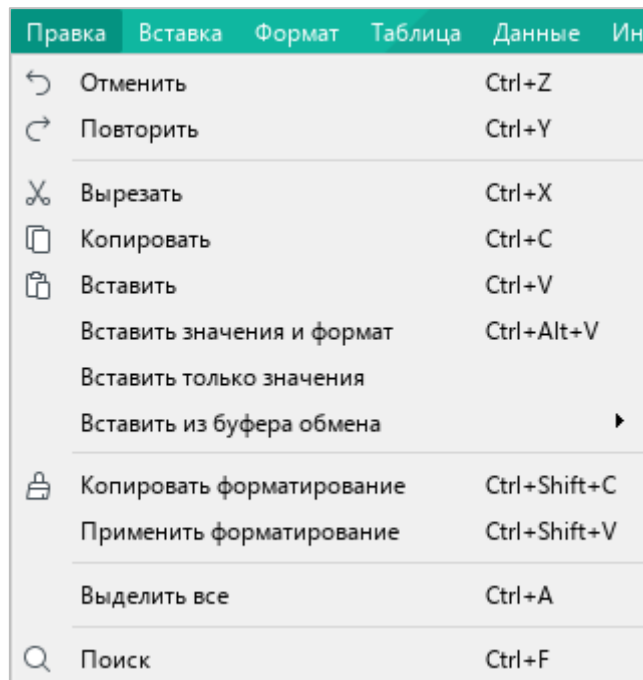 Правка Вставка Формат Таблица Данные Ин
Отменить Ctrl+Z
Повторить Ctrl+Y
Вырезать Ctrl+X
Копировать Ctrl+C
Вставить Ctrl+V
Вставить значения и формат Ctrl+Alt+V
Вставить только значения
Вставить из буфера обмена
Копировать форматирование Ctrl+Shift+C
Применить форматирование Ctrl+Shift+V
Выделить все Ctrl+A
Поиск Ctrl+F